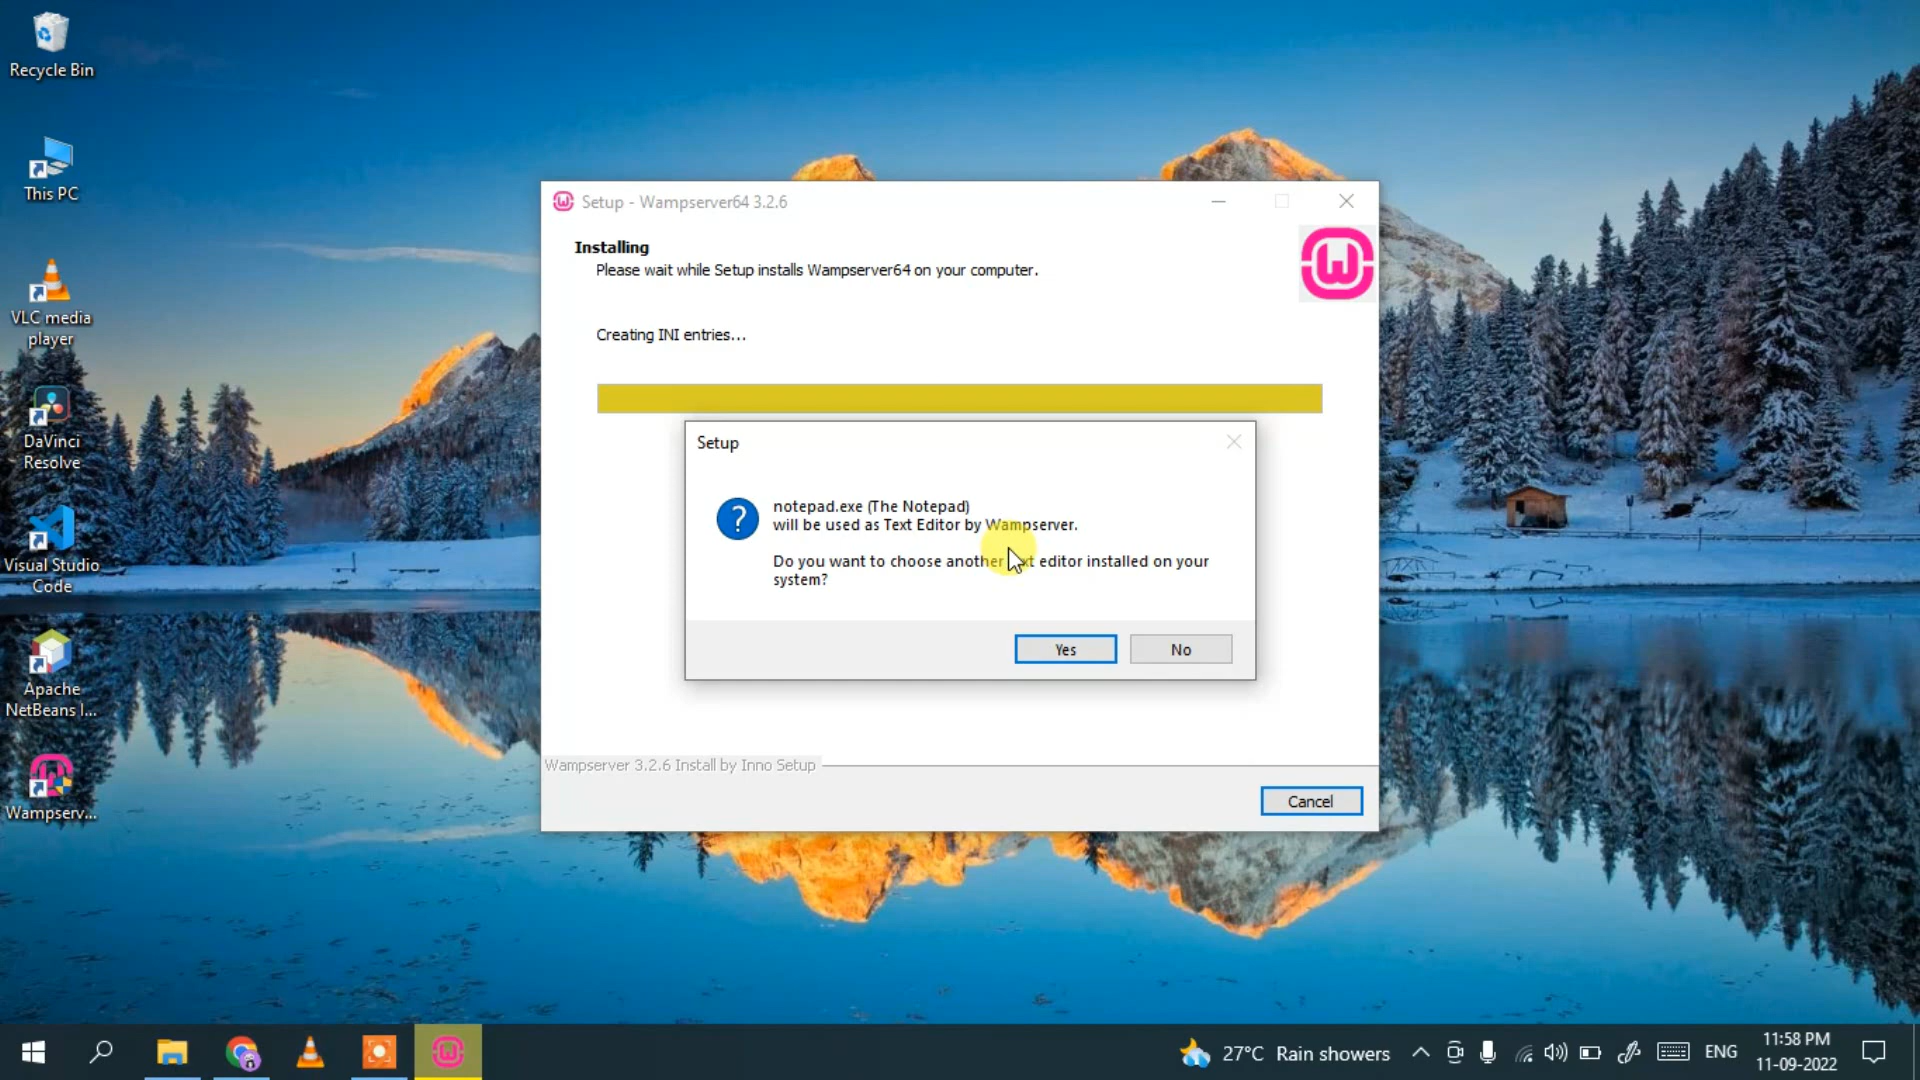 Recycle Bin
This PC
VLC media
player
DaVinci
Resolve
Visual Studio
Code
Apache
NetBeans I...
Wampserv...
Setup - Wampserver64 3.2.6
Installing
Please wait while Setup installs Wampserver64 on your computer.
Creating INI entries...
Setup
notepad.exe (The Notepad)
will be used as Text Editor by Wampserver.
Do you want to choose another editor installed on your
system?
Yes
No
Wampserver 3.2.6 Install by Inno Setup
Cancel
27°C Rain showers
ENG
11:58 PM
11-09-2022